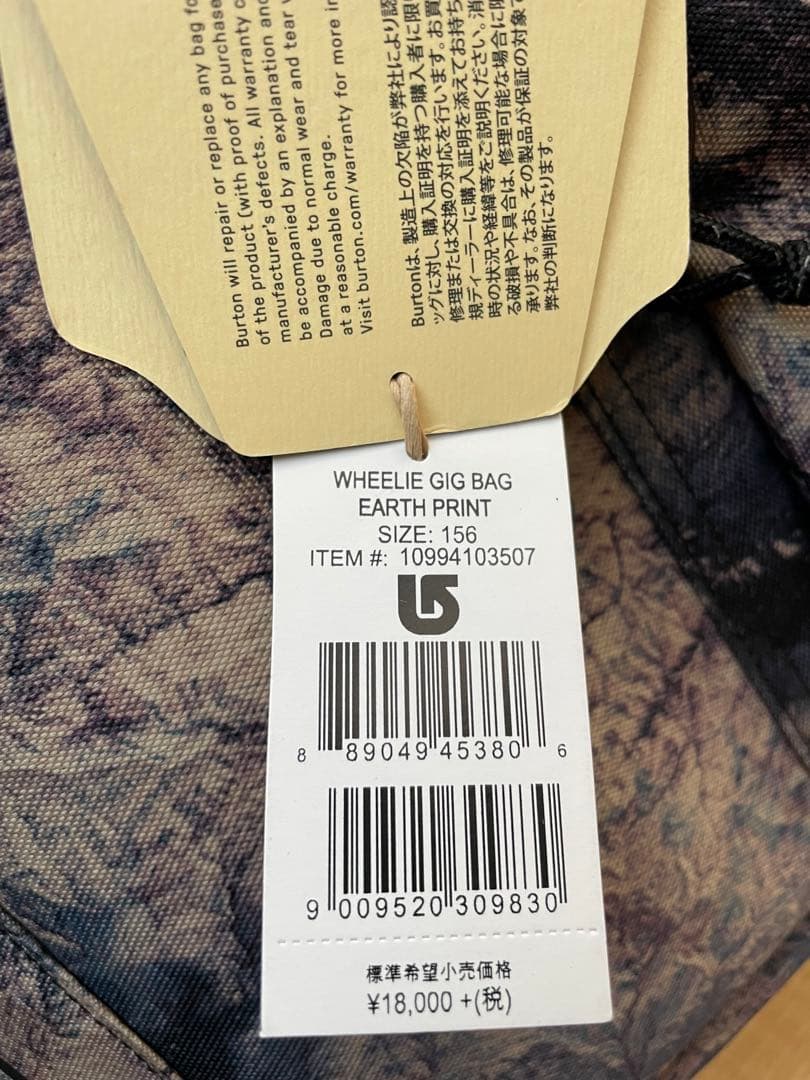 Burton will repair or replace any bag fo
of the product (with proof of purchase
manufacturer's defects. All warranty c
be accompanied by an explanation and
Damage due to normal wear and tear
at a reasonable charge.
Visit burton.com/warranty for more in
Burtonは、製造上の欠陥が弊社により認
ッグに対し、購入証明を持つ購入者に限り
修理または交換の対応を行います。お買
規ディーラーに購入証明を添えてお持ち
時の状況や経緯等をご説明ください。消
る破損や不具合は、修理可能な場合に限
承ります。なお、その製品が保証の対象
弊社の判断になります。
WHEELIE GIG BAG
EARTH PRINT
SIZE: 156
ITEM #: 10994103507
8 89049 45380 6
9 009520 309830
標準希望小売価格
¥18,000 +(税)